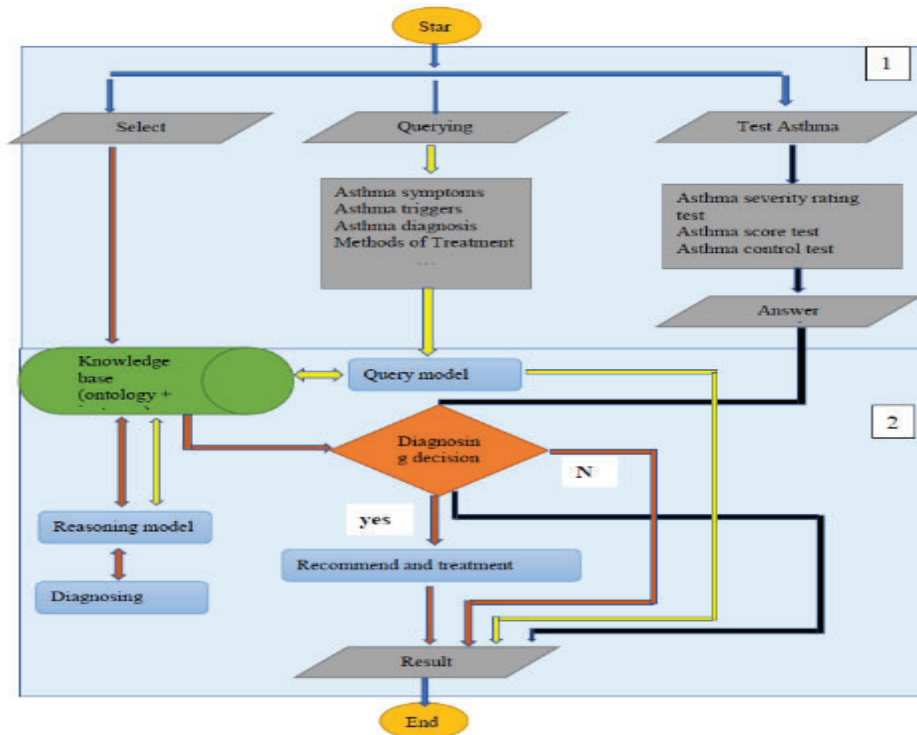 Star
1
Select
Querying
Test Asthma
Asthma symptoms
Asthma triggers
Asthma diagnosis
Methods of Treatment
...
Asthma severity rating
test
Asthma score test
Asthma control test
Answer
Knowledge
base
(ontology +
Query model
2
Diagnosin
g decision
N
yes
Reasoning model
Recommend and treatment
Diagnosing
Result
End